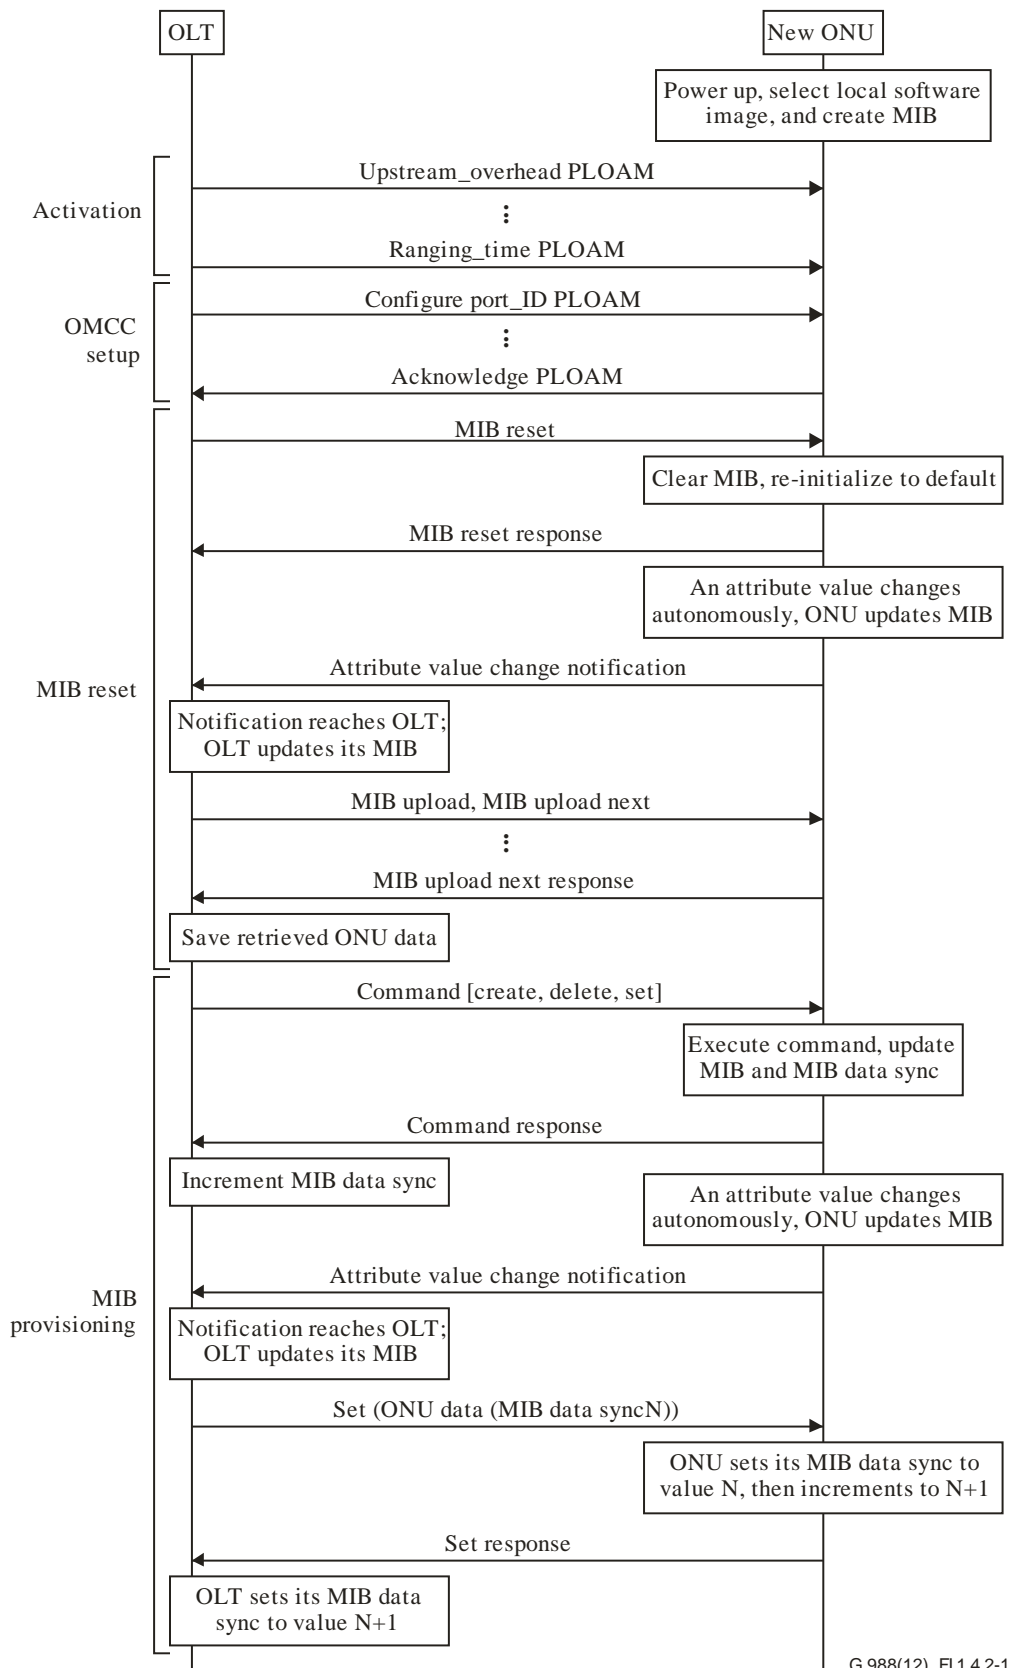 OLT
New ONU
Power up, select local software
image, and create MIB
Activation
Upstream_overhead PLOAM
Ranging_time PLOAM
OMCC
setup
Configure port_ID PLOAM
Acknowledge PLOAM
MIB reset
MIB reset
Clear MIB, re-initialize to default
MIB reset response
An attribute value changes
autonomously, ONU updates MIB
Attribute value change notification
Notification reaches OLT;
OLT updates its MIB
MIB upload, MIB upload next
MIB upload next response
Save retrieved ONU data
MIB
provisioning
Command [create, delete, set]
Execute command, update
MIB and MIB data sync
Command response
Increment MIB data sync
An attribute value changes
autonomously, ONU updates MIB
Attribute value change notification
Notification reaches OLT;
OLT updates its MIB
Set (ONU data (MIB data syncN))
ONU sets its MIB data sync to
value N, then increments to N+1
Set response
OLT sets its MIB data
sync to value N+1
G.988(12)_FI.1.4.2-1